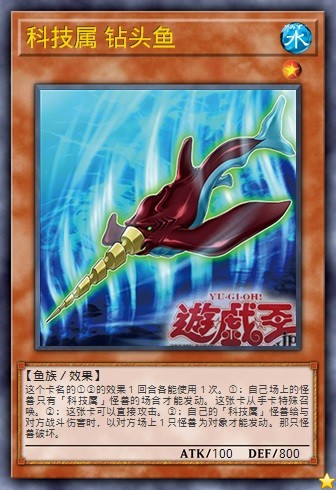 科技属 钻头鱼
水
YU-GI-OH!
遊戯王
【鱼族／效果】
这个卡名的①②的效果1回合各能使用1次。①：自己场上的怪
兽只有「科技属」怪兽的场合才能发动。这张卡从手卡特殊召
唤。②：这张卡可以直接攻击。③：自己的「科技属」怪兽给与
对方战斗伤害时，以对方场上1只怪兽为对象才能发动。那只怪
兽破坏。
ATK/100 DEF/800